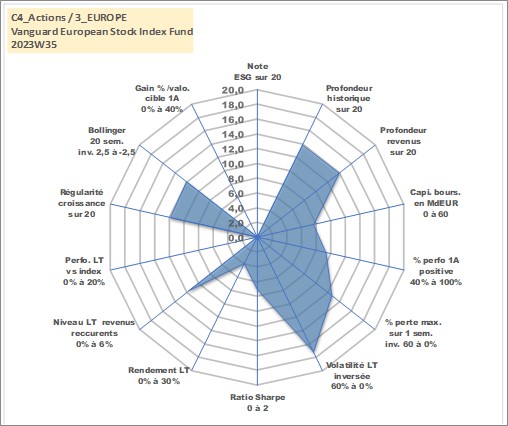 C4_Actions / 3_EUROPE
Vanguard European Stock Index Fund
2023W35
Note
ESG sur 20
Profondeur
historique
sur 20
Profondeur
revenus
sur 20
Capi. bours.
en MdEUR
0 à 60
% perfo 1A
positive
40% à 100%
% perte max.
sur 1 sem.
inv. 60 à 0%
Volatilité LT
inversée
60% à 0%
Ratio Sharpe
0 à 2
Rendement LT
0% à 30%
Niveau LT revenus
reccurents
0% à 6%
Perfo. LT
vs index
0% à 20%
Régularité
croissance
sur 20
Bollinger
20 sem.
inv. 2,5 à -2,5
Gain % /valo.
cible 1A
0% à 40%
20,0
18,0
16,0
14,0
12,0
10,0
8,0
6,0
4,0
2,0
0,0